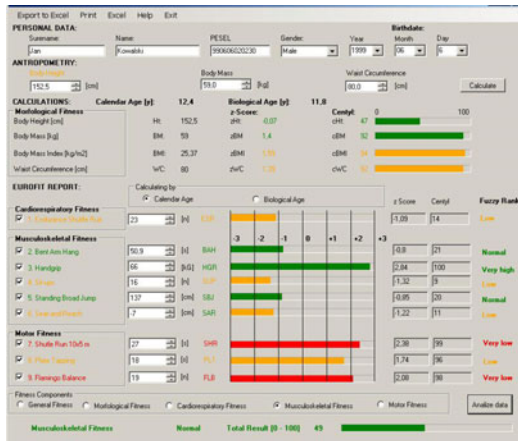 Export to Excel Print Excel Help Exit
PERSONAL DATA: Birthdate:
Surename: Name: PESEL Gender: Year Month Day
Jan Kowalski 990606020230 Male 1999 06 6
ANTROPOMETRY:
Body Height Body Mass Waist Circumference
152,5 [cm] 59,0 [kg] 80,0 [cm] Calculate
CALCULATIONS: Calendar Age [y]: 12,4 Biological Age [y]: 11,8
Morfological Fitness z-Score: Centyl: 0 100
Body Height [cm] Ht: 152,5 zHt: -0,07 cHt: 47
Body Mass [kg] BM: 59 zBM 1,4 cBM 92
Body Mass Index [kg/m2] BMI: 25,37 zBMI cBMI
Waist Circumference [cm] WC: 80 zWC cWC
EUROFIT REPORT: Calculating by
Calendar Age Biological Age z Score Centyl Fuzzy Rank
Cardiorespiratory Fitness
1. Endurance Shuttle Run 23 [n] -1,09 14 Low
Musculoskeletal Fitness -3 -2 -1 0 +1 +2 +3
2. Bent Arm Hang 50,9 [s] BAH -0,8 21 Normal
3. Handgrip 66 [kG] HGR 2,84 100 Very high
4. Sit-ups 16 [n] -1,32 9 Low
5. Standing Broad Jump 137 [cm] SBJ -0,85 20 Normal
6. Seat and Reach -7 [cm] SAR -1,22 11 Low
Motor Fitness
7. Shuttle Run 10x5 m 27 [s] SHR 2,38 99 Very low
8. Plate Tapping 18 [s] PLT 1,74 96 Low
9. Flamingo Balance 19 [n] FLB 2,08 98 Very low
Fitness Components
General Fitness Morfological Fitness Cardiorespiratory Fitness Musculoskeletal Fitness Motor Fitness Analize data
Musculoskeletal Fitness Normal Total Result [0 - 100] 49